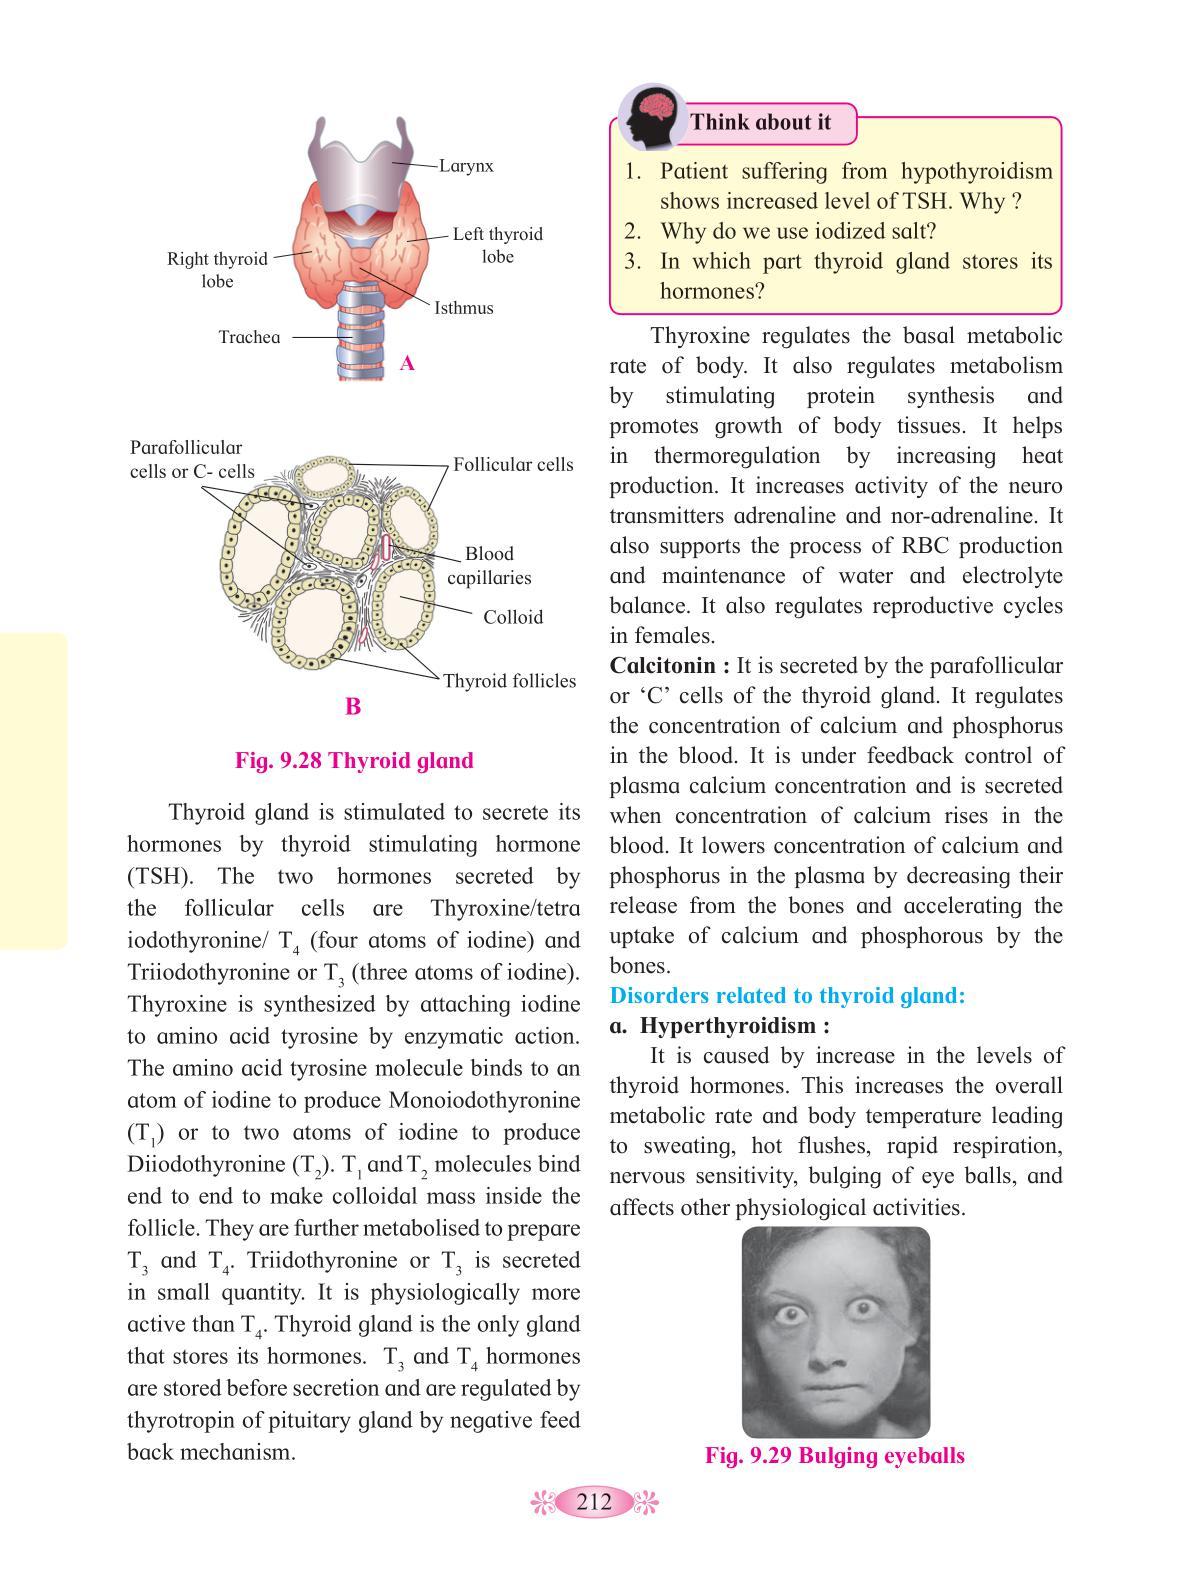 Larynx
Left thyroid
lobe
Right thyroid
lobe
Isthmus
Trachea
A
Parafollicular
cells or C- cells
Follicular cells
Blood
capillaries
Colloid
Thyroid follicles
B
Fig. 9.28 Thyroid gland
Thyroid gland is stimulated to secrete its
hormones by thyroid stimulating hormone
(TSH). The two hormones secreted by
the follicular cells are Thyroxine/tetra
iodothyronine/ T₄ (four atoms of iodine) and
Triiodothyronine or T₃ (three atoms of iodine).
Thyroxine is synthesized by attaching iodine
to amino acid tyrosine by enzymatic action.
The amino acid tyrosine molecule binds to an
atom of iodine to produce Monoiodothyronine
(T₁) or to two atoms of iodine to produce
Diiodothyronine (T₂). T₁ and T₂ molecules bind
end to end to make colloidal mass inside the
follicle. They are further metabolised to prepare
T₃ and T₄. Triidothyronine or T₃ is secreted
in small quantity. It is physiologically more
active than T₄. Thyroid gland is the only gland
that stores its hormones. T₃ and T₄ hormones
are stored before secretion and are regulated by
thyrotropin of pituitary gland by negative feed
back mechanism.
Think about it
1. Patient suffering from hypothyroidism
shows increased level of TSH. Why ?
2. Why do we use iodized salt?
3. In which part thyroid gland stores its
hormones?
Thyroxine regulates the basal metabolic
rate of body. It also regulates metabolism
by stimulating protein synthesis and
promotes growth of body tissues. It helps
in thermoregulation by increasing heat
production. It increases activity of the neuro
transmitters adrenaline and nor-adrenaline. It
also supports the process of RBC production
and maintenance of water and electrolyte
balance. It also regulates reproductive cycles
in females.
Calcitonin : It is secreted by the parafollicular
or ‘C’ cells of the thyroid gland. It regulates
the concentration of calcium and phosphorus
in the blood. It is under feedback control of
plasma calcium concentration and is secreted
when concentration of calcium rises in the
blood. It lowers concentration of calcium and
phosphorus in the plasma by decreasing their
release from the bones and accelerating the
uptake of calcium and phosphorous by the
bones.
Disorders related to thyroid gland:
a. Hyperthyroidism :
It is caused by increase in the levels of
thyroid hormones. This increases the overall
metabolic rate and body temperature leading
to sweating, hot flushes, rapid respiration,
nervous sensitivity, bulging of eye balls, and
affects other physiological activities.
Fig. 9.29 Bulging eyeballs
212